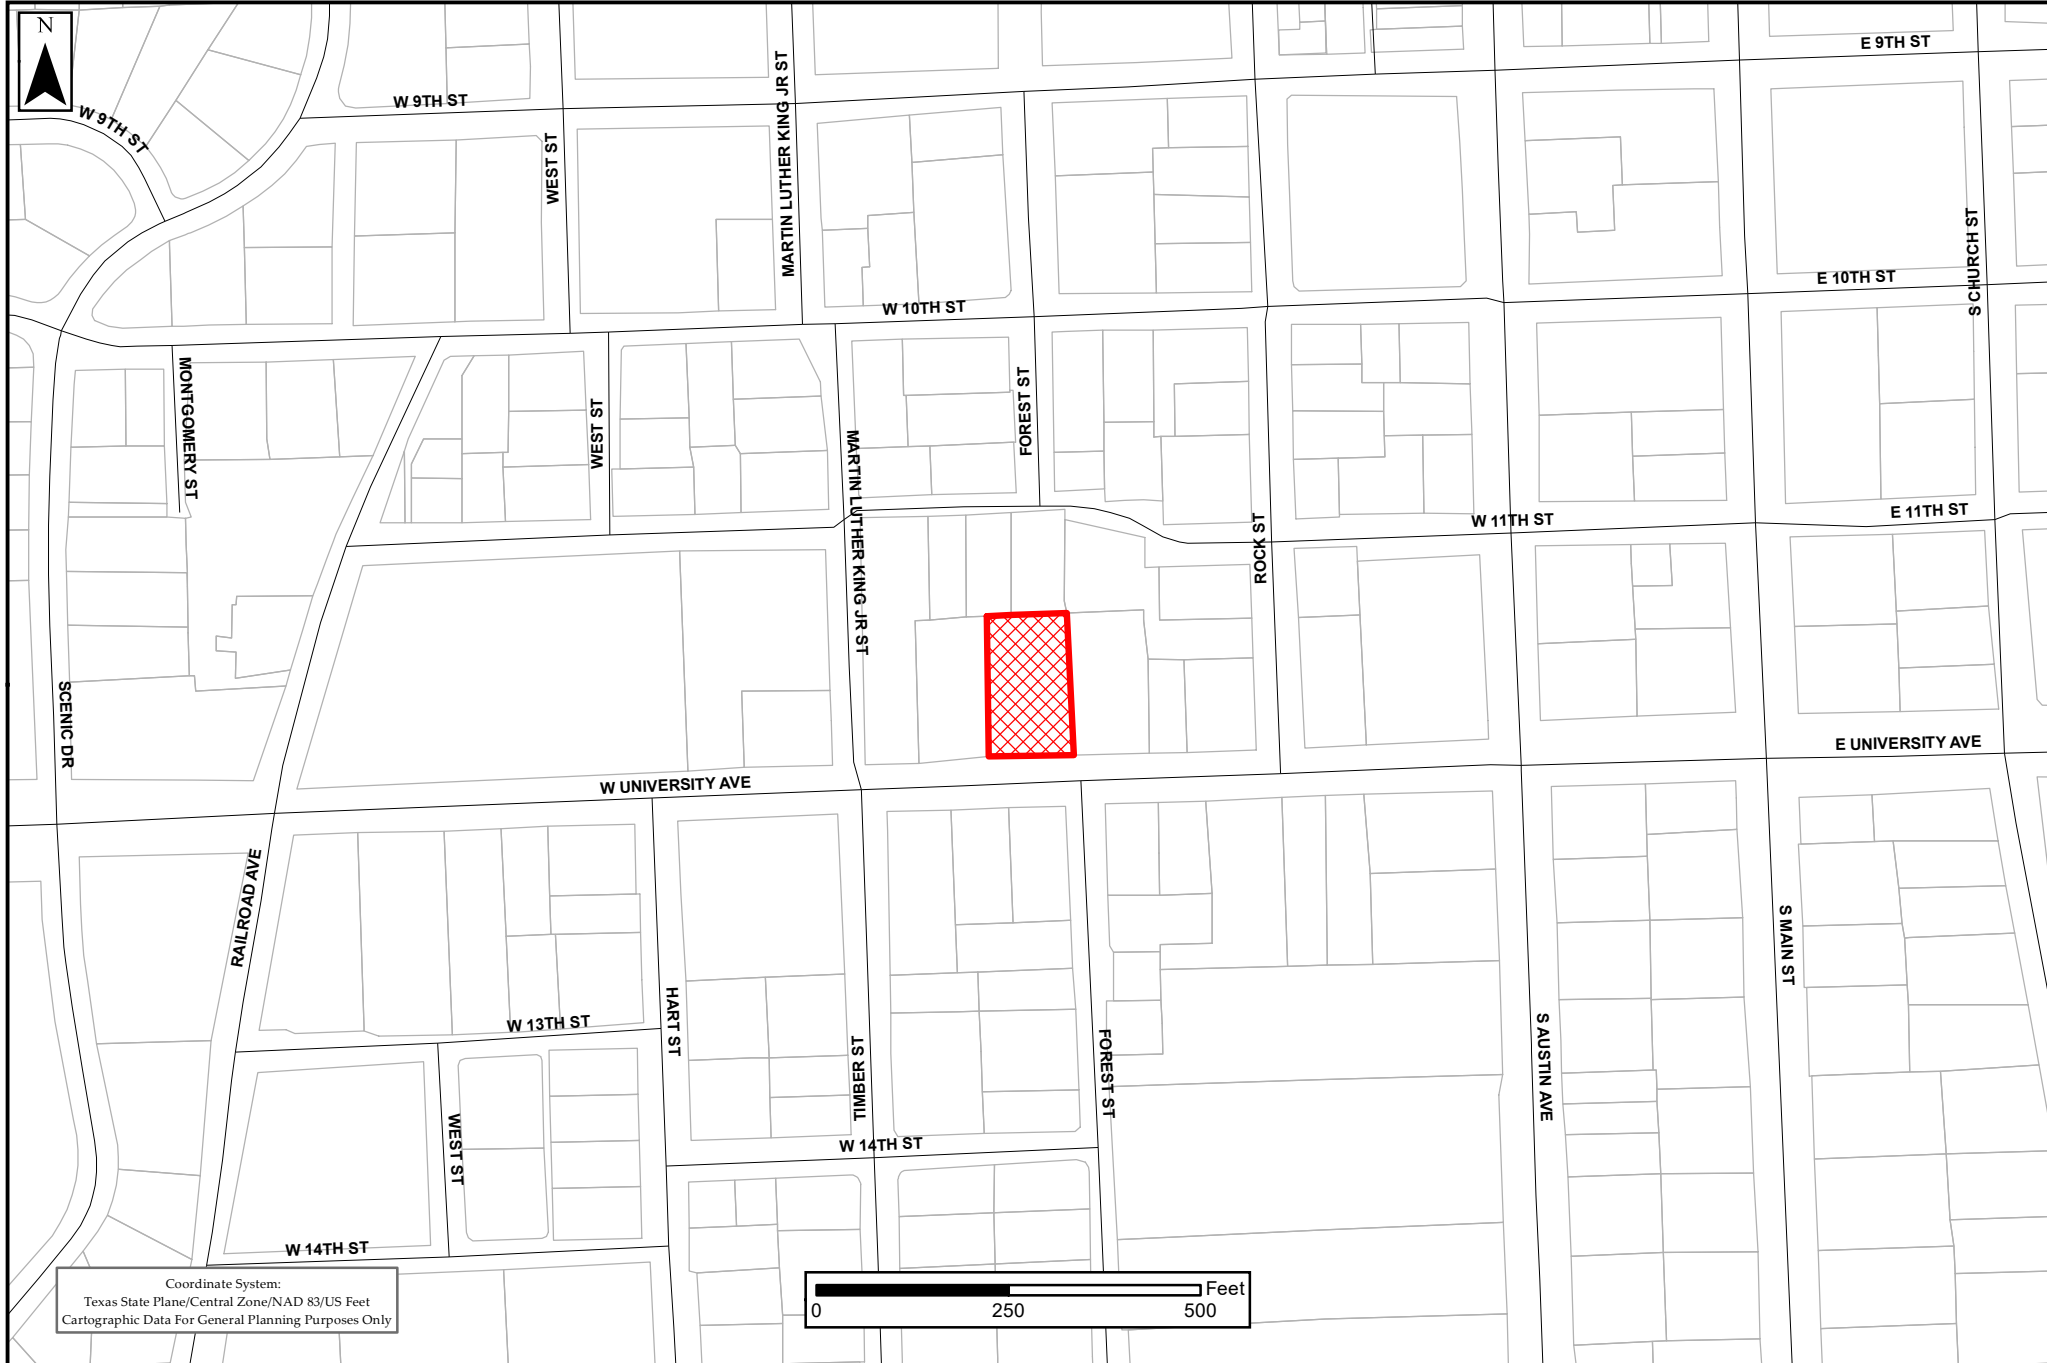 N
E 9TH ST
W 9TH ST
W 9TH ST
MARTIN LUTHER KING JR ST
WEST ST
S CHURCH ST
E 10TH ST
W 10TH ST
MONTGOMERY ST
WEST ST
FOREST ST
MARTIN LUTHER KING JR ST
ROCK ST
W 11TH ST
E 11TH ST
SCENIC DR
E UNIVERSITY AVE
W UNIVERSITY AVE
RAILROAD AVE
S MAIN ST
HART ST
W 13TH ST
TIMBER ST
FOREST ST
S AUSTIN AVE
WEST ST
W 14TH ST
W 14TH ST
Coordinate System:
Texas State Plane/Central Zone/NAD 83/US Feet
Cartographic Data For General Planning Purposes Only
Feet
0 250 500